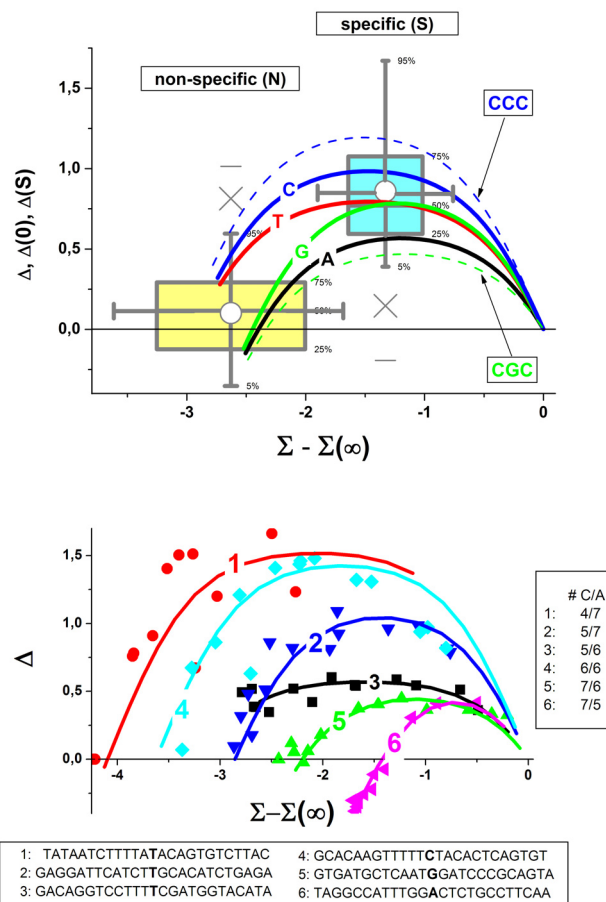 specific (S)
non-specific (N)
95%
CCC
75%
50%
25%
5%
C
T
G
A
95%
75%
50%
25%
5%
CGC
1,5
1,0
0,5
0,0
Δ, Δ(0), Δ(S)
-3 -2 -1 0
Σ - Σ(∞)
1,5
1,0
0,5
0,0
Δ
1
2
3
4
5
6
-4 -3 -2 -1 0
Σ−Σ(∞)
# C/A
1: 4/7
2: 5/7
3: 5/6
4: 6/6
5: 7/6
6: 7/5
1: TATAATCTTTTATACAGTGTCTTAC
2: GAGGATTCATCTTGCACATCTGAGA
3: GACAGGTCCTTTTCGATGGTACATA
4: GCACAAGTTTTTCTACACTCAGTGT
5: GTGATGCTCAATGGATCCCGCAGTA
6: TAGGCCATTTGGACTCTGCCTTCAA